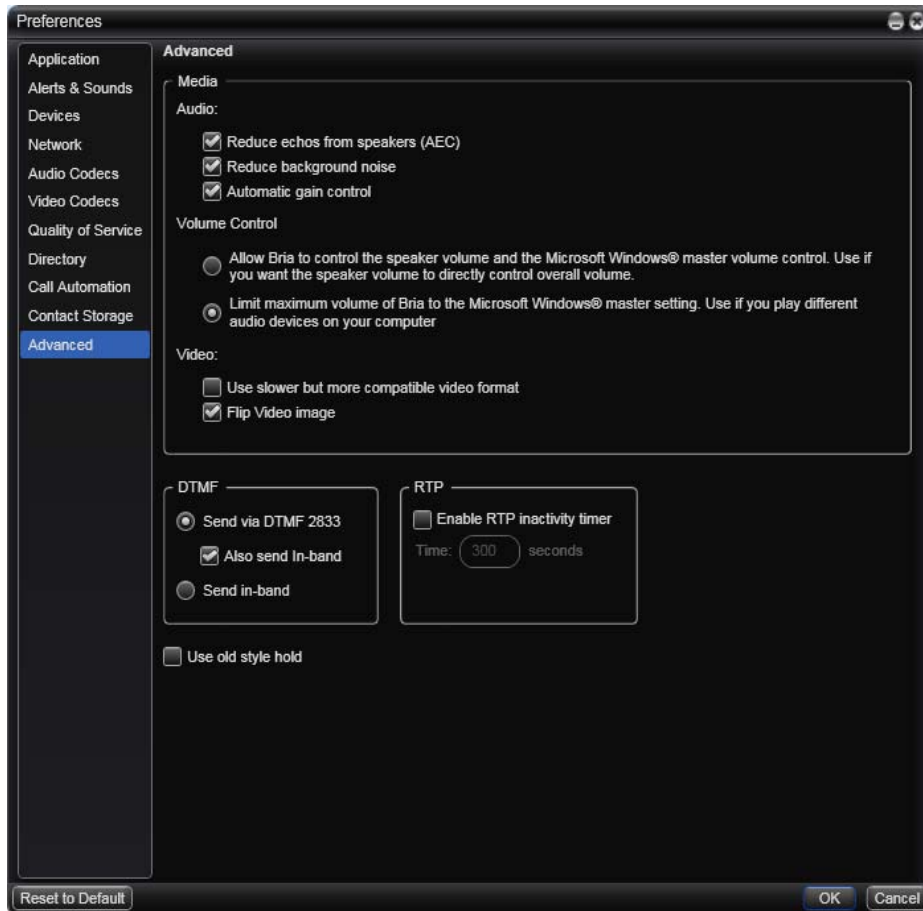 Preferences
Application
Alerts & Sounds
Devices
Network
Audio Codecs
Video Codecs
Quality of Service
Directory
Call Automation
Contact Storage
Advanced
Advanced
Media
Audio:
Reduce echos from speakers (AEC)
Reduce background noise
Automatic gain control
Volume Control
Allow Bria to control the speaker volume and the Microsoft Windows® master volume control. Use if
you want the speaker volume to directly control overall volume.
Limit maximum volume of Bria to the Microsoft Windows® master setting. Use if you play different
audio devices on your computer
Video:
Use slower but more compatible video format
Flip Video image
DTMF
Send via DTMF 2833
Also send In-band
Send in-band
RTP
Enable RTP inactivity timer
Time: 300 seconds
Use old style hold
Reset to Default
OK
Cancel